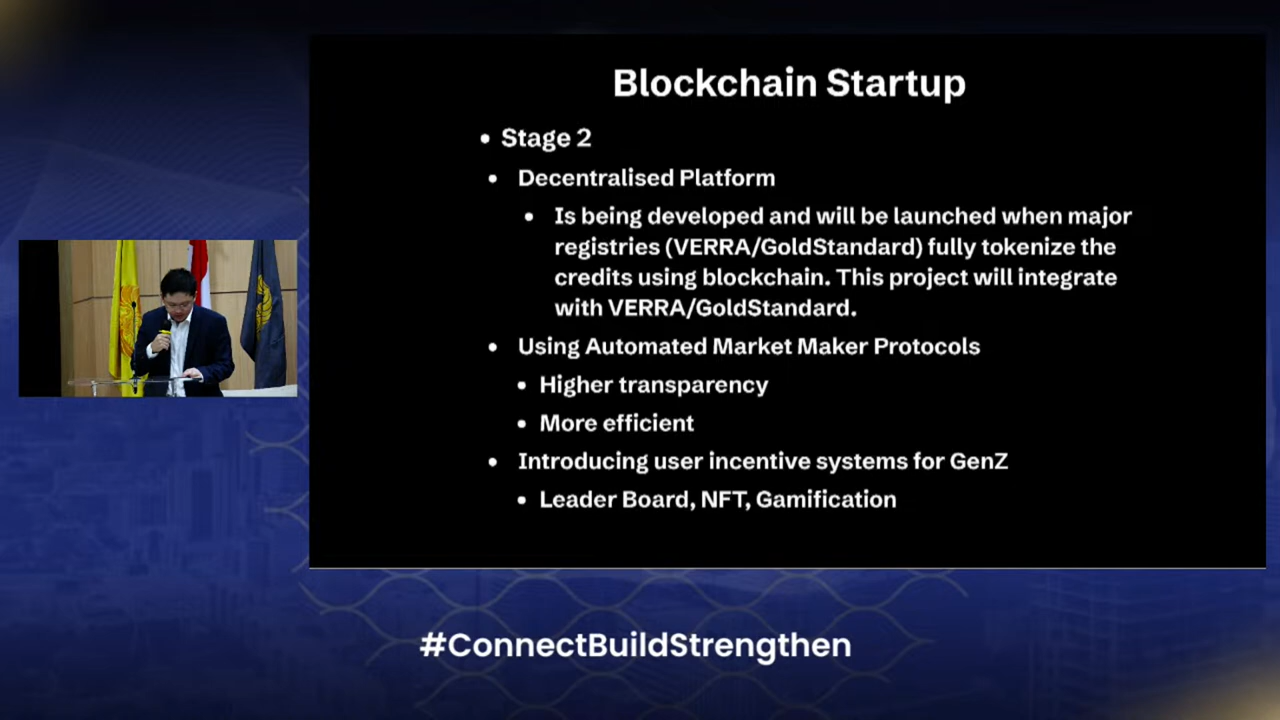 Blockchain Startup
• Stage 2
• Decentralised Platform
• Is being developed and will be launched when major
registries (VERRA/GoldStandard) fully tokenize the
credits using blockchain. This project will integrate
with VERRA/GoldStandard.
• Using Automated Market Maker Protocols
• Higher transparency
• More efficient
• Introducing user incentive systems for GenZ
• Leader Board, NFT, Gamification
#ConnectBuildStrengthen